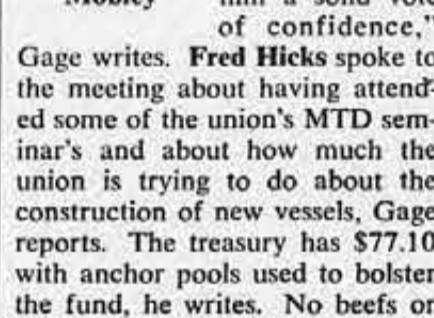 of confidence,"
Gage writes. Fred Hicks spoke to
the meeting about having attend-
ed some of the union's MTD sem-
inar's and about how much the
union is trying to do about the
construction of new vessels, Gage
reports. The treasury has $77.10
with anchor pools used to bolster
the fund, he writes. No beefs or